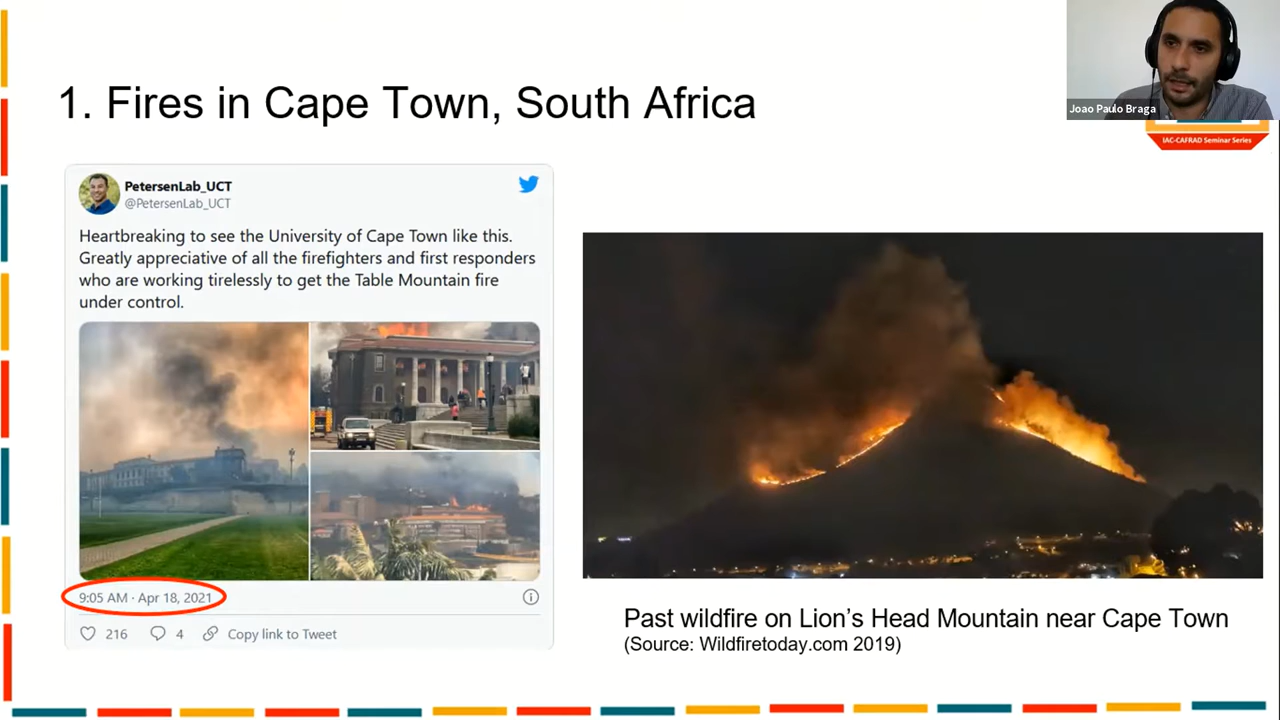 1. Fires in Cape Town, South Africa
Joao Paulo Braga
IAC-CAFRAD Seminar Series
PetersenLab_UCT
@PetersenLab_UCT
Heartbreaking to see the University of Cape Town like this.
Greatly appreciative of all the firefighters and first responders
who are working tirelessly to get the Table Mountain fire
under control.
9:05 AM · Apr 18, 2021
216
4
Copy link to Tweet
Past wildfire on Lion’s Head Mountain near Cape Town
(Source: Wildfiretoday.com 2019)